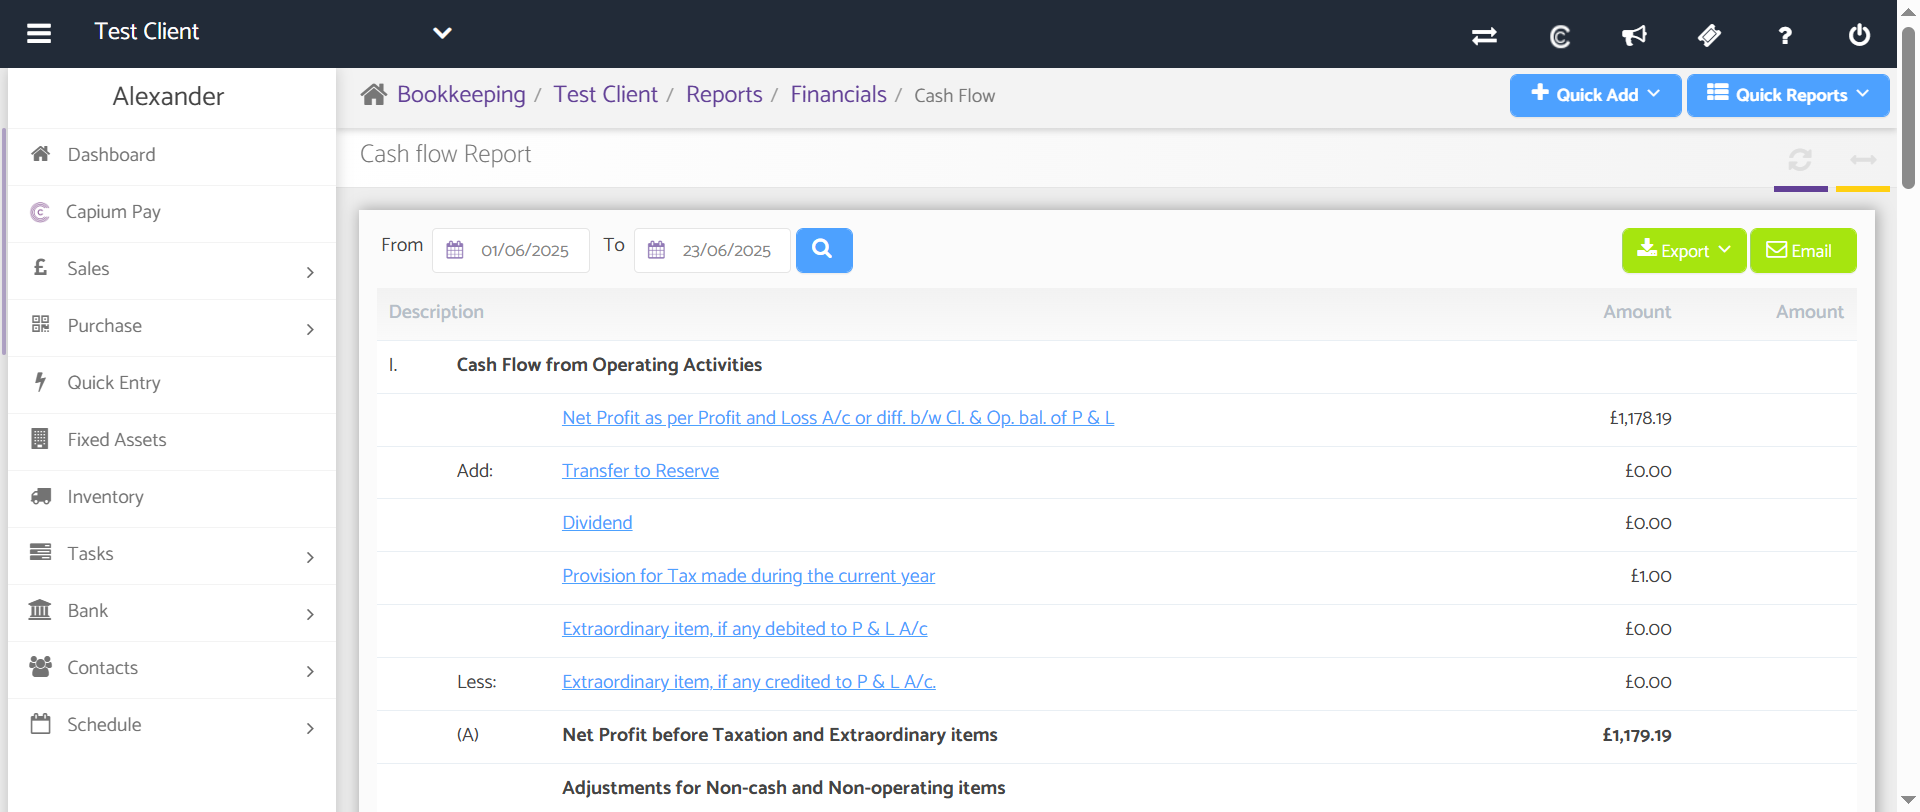 Test Client
Alexander
Bookkeeping / Test Client / Reports / Financials / Cash Flow
Quick Add
Quick Reports
Dashboard
Capium Pay
Sales
Purchase
Quick Entry
Fixed Assets
Inventory
Tasks
Bank
Contacts
Schedule
Cash flow Report
From 01/06/2025 To 23/06/2025
Export
Email
Description Amount Amount
I. Cash Flow from Operating Activities
Net Profit as per Profit and Loss A/c or diff. b/w Cl. & Op. bal. of P & L £1,178.19
Add: Transfer to Reserve £0.00
Dividend £0.00
Provision for Tax made during the current year £1.00
Extraordinary item, if any debited to P & L A/c £0.00
Less: Extraordinary item, if any credited to P & L A/c. £0.00
(A) Net Profit before Taxation and Extraordinary items £1,179.19
Adjustments for Non-cash and Non-operating items